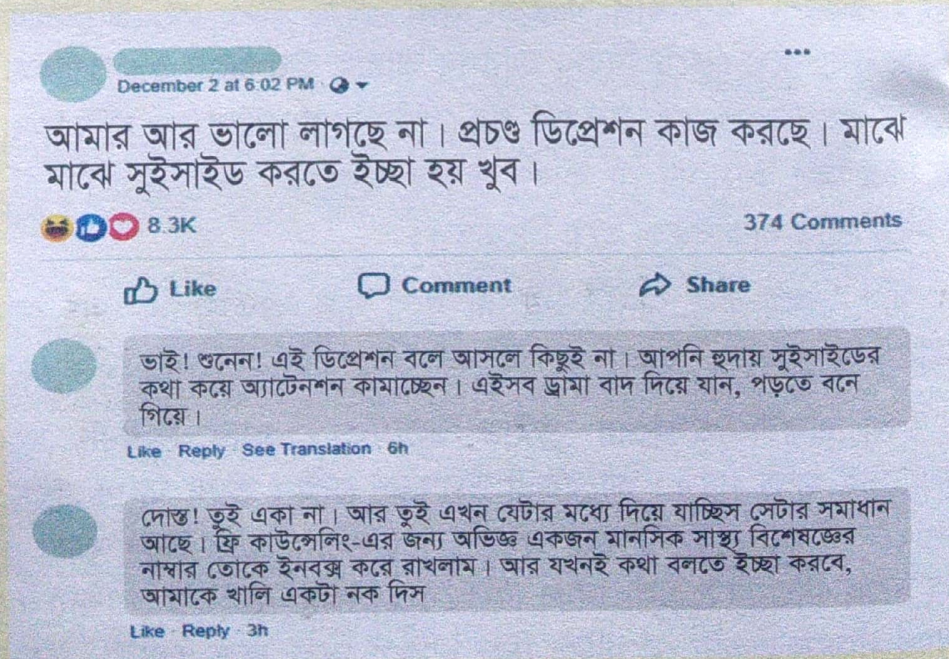 December 2 at 6:02 PM
আমার আর ভালো লাগছে না। প্রচণ্ড ডিপ্রেশন কাজ করছে। মাঝে
মাঝে সুইসাইড করতে ইচ্ছা হয় খুব।
8.3K 374 Comments
Like Comment Share
ভাই! শুনেন! এই ডিপ্রেশন বলে আসলে কিছুই না। আপনি হুদায় সুইসাইডের
কথা কয়ে অ্যাটেনশন কামাচ্ছেন। এইসব ড্রামা বাদ দিয়ে যান, পড়তে বসে
গিয়ে।
Like Reply See Translation 6h
দোস্ত! তুই একা না। আর তুই এখন যেটার মধ্যে দিয়ে যাচ্ছিস সেটার সমাধান
আছে। ফ্রি কাউন্সেলিং-এর জন্য অভিজ্ঞ একজন মানসিক সাস্থ্য বিশেষজ্ঞের
নাম্বার তোকে ইনবক্স করে রাখলাম। আর যখনই কথা বলতে ইচ্ছা করবে,
আমাকে খালি একটা নক দিস
Like Reply 3h